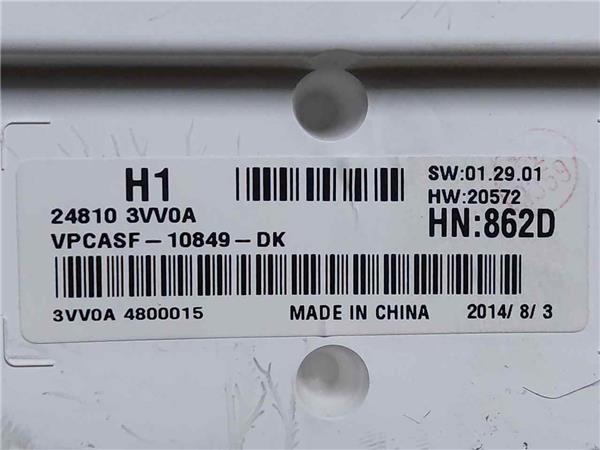 H1
SW:01.29.01
HW:20572
24810 3VV0A
HN:862D
VPCASF-10849-DK
3VV0A 4800015
MADE IN CHINA
2014/ 8/ 3